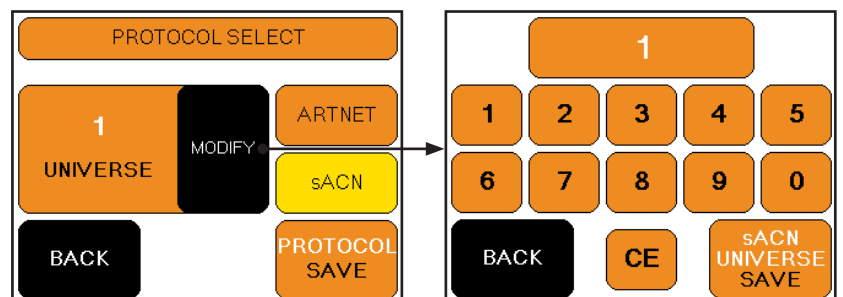 PROTOCOL SELECT
1
UNIVERSE
MODIFY
ARTNET
sACN
BACK
PROTOCOL
SAVE
1
1 2 3 4 5
6 7 8 9 0
BACK
CE
sACN
UNIVERSE
SAVE